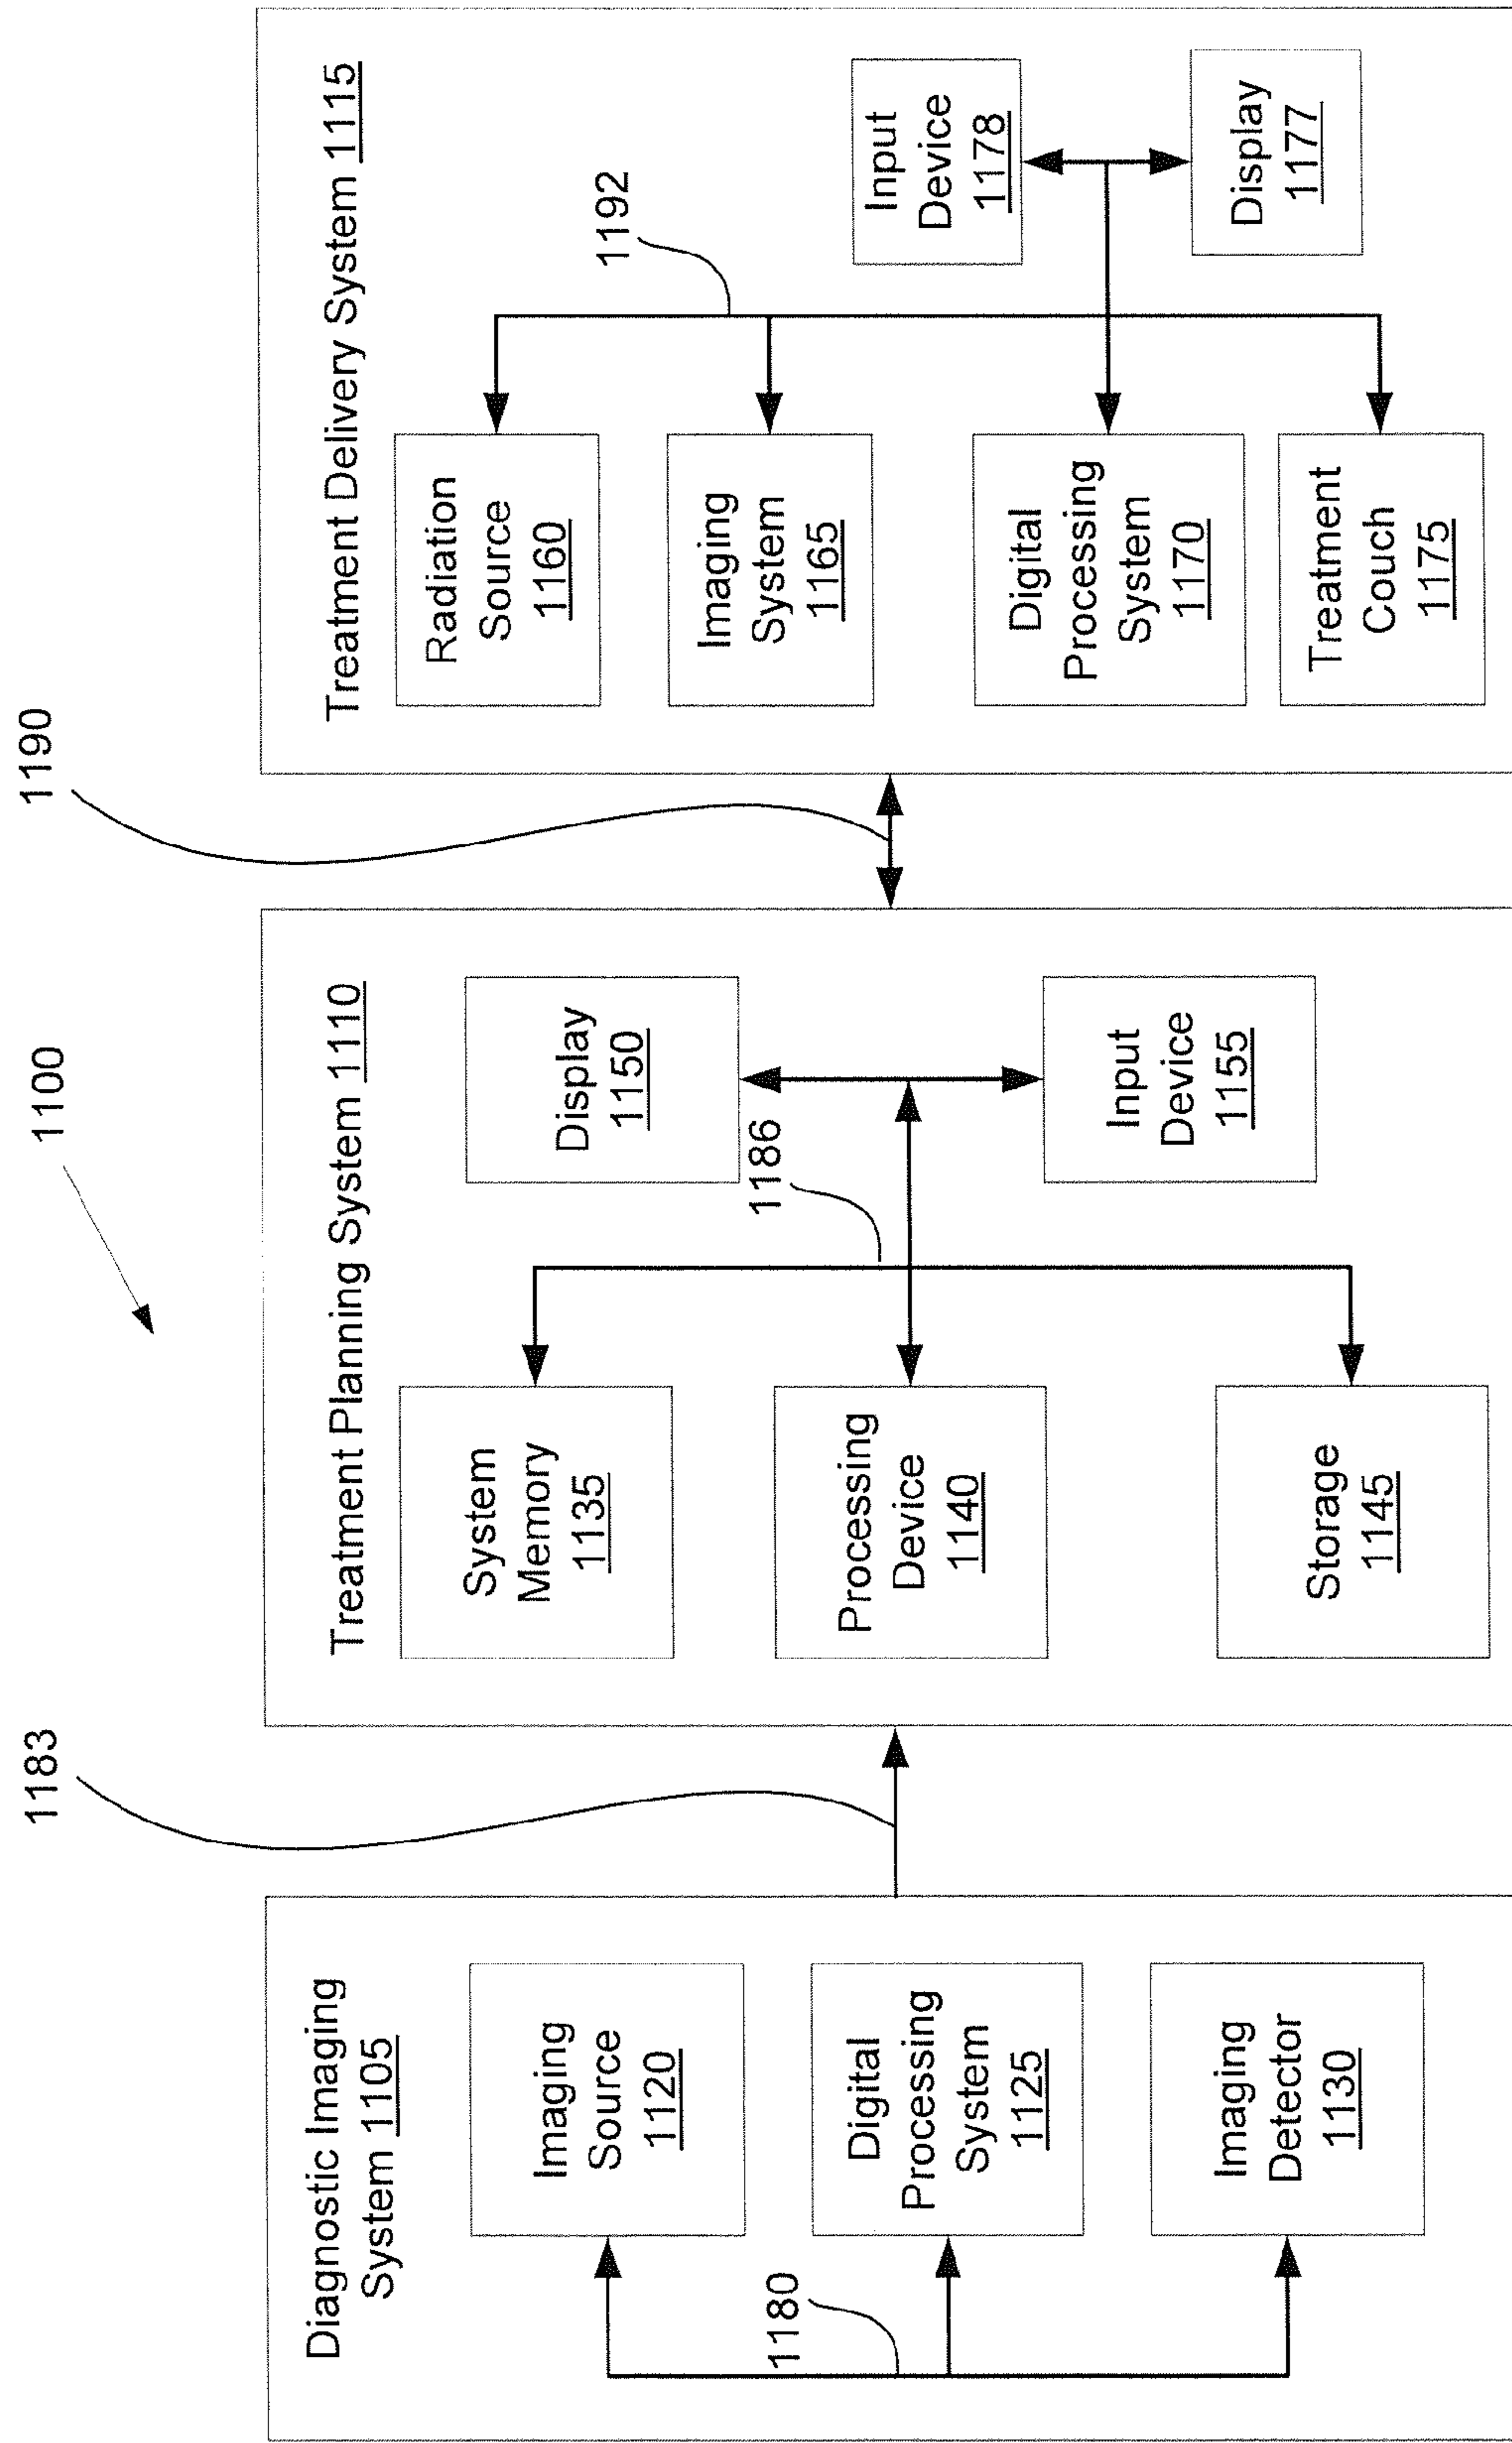 1100
1183
1190
Diagnostic Imaging
System 1105
Imaging
Source
1120
Digital
Processing
System
1125
Imaging
Detector
1130
1180
Treatment Planning System 1110
System
Memory
1135
Processing
Device
1140
Storage
1145
1186
Display
1150
Input
Device
1155
Treatment Delivery System 1115
Radiation
Source
1160
Imaging
System
1165
Digital
Processing
System
1170
Treatment
Couch
1175
1192
Input
Device
1178
Display
1177